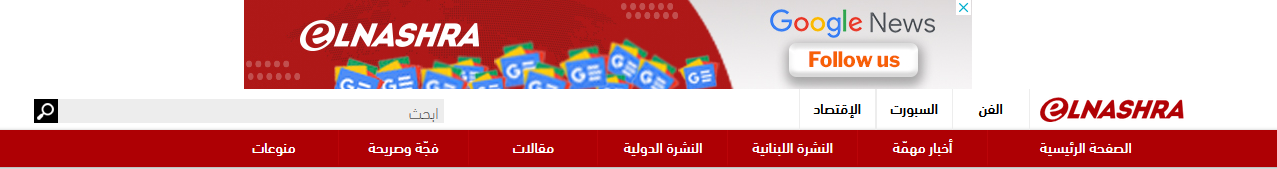 eLNASHRA
Google News
Follow us
eLNASHRA
الفن
السبورت
الإقتصاد
ابحث
الصفحة الرئيسية
أخبار مهمّة
النشرة اللبنانية
النشرة الدولية
مقالات
فجّة وصريحة
منوعات